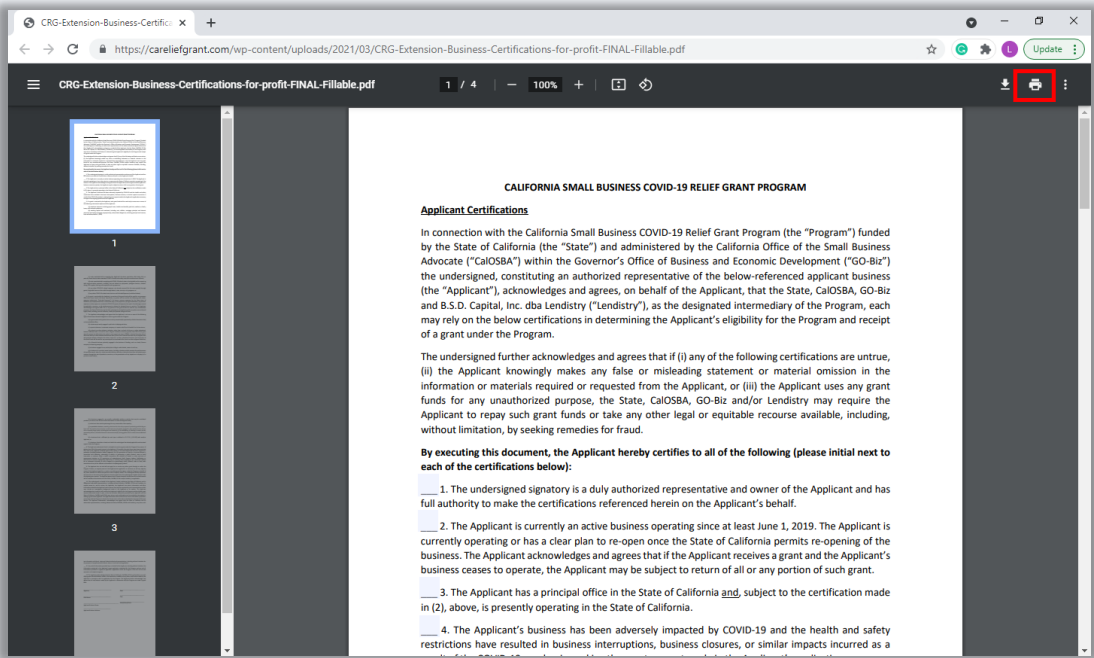 CRG-Extension-Business-Certifica
https://careliefgrant.com/wp-content/uploads/2021/03/CRG-Extension-Business-Certifications-for-profit-FINAL-Fillable.pdf
L
Update
CRG-Extension-Business-Certifications-for-profit-FINAL-Fillable.pdf
1 / 4
100%
1
2
3
CALIFORNIA SMALL BUSINESS COVID-19 RELIEF GRANT PROGRAM
Applicant Certifications
In connection with the California Small Business COVID-19 Relief Grant Program (the “Program”) funded
by the State of California (the “State”) and administered by the California Office of the Small Business
Advocate (“CalOSBA”) within the Governor’s Office of Business and Economic Development (“GO-Biz”)
the undersigned, constituting an authorized representative of the below-referenced applicant business
(the “Applicant”), acknowledges and agrees, on behalf of the Applicant, that the State, CalOSBA, GO-Biz
and B.S.D. Capital, Inc. dba Lendistry (“Lendistry”), as the designated intermediary of the Program, each
may rely on the below certifications in determining the Applicant’s eligibility for the Program and receipt
of a grant under the Program.
The undersigned further acknowledges and agrees that if (i) any of the following certifications are untrue,
(ii) the Applicant knowingly makes any false or misleading statement or material omission in the
information or materials required or requested from the Applicant, or (iii) the Applicant uses any grant
funds for any unauthorized purpose, the State, CalOSBA, GO-Biz and/or Lendistry may require the
Applicant to repay such grant funds or take any other legal or equitable recourse available, including,
without limitation, by seeking remedies for fraud.
By executing this document, the Applicant hereby certifies to all of the following (please initial next to
each of the certifications below):
___ 1. The undersigned signatory is a duly authorized representative and owner of the Applicant and has
full authority to make the certifications referenced herein on the Applicant’s behalf.
___ 2. The Applicant is currently an active business operating since at least June 1, 2019. The Applicant is
currently operating or has a clear plan to re-open once the State of California permits re-opening of the
business. The Applicant acknowledges and agrees that if the Applicant receives a grant and the Applicant’s
business ceases to operate, the Applicant may be subject to return of all or any portion of such grant.
___ 3. The Applicant has a principal office in the State of California and, subject to the certification made
in (2), above, is presently operating in the State of California.
___ 4. The Applicant’s business has been adversely impacted by COVID-19 and the health and safety
restrictions have resulted in business interruptions, business closures, or similar impacts incurred as a